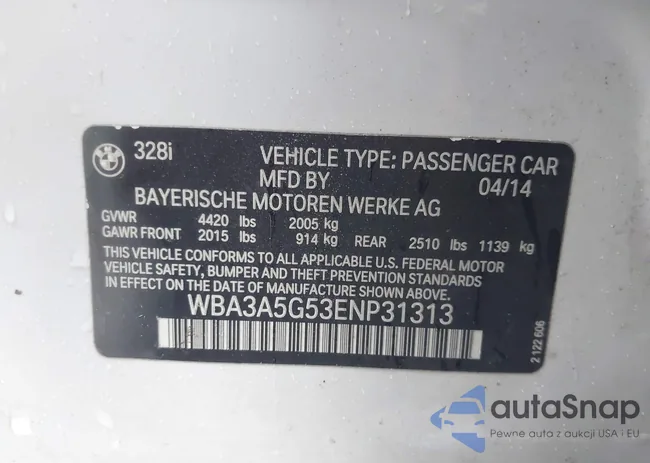 BMW
328i
VEHICLE TYPE: PASSENGER CAR
MFD BY 04/14
BAYERISCHE MOTOREN WERKE AG
GVWR 4420 lbs 2005 kg
GAWR FRONT 2015 lbs 914 kg REAR 2510 lbs 1139 kg
THIS VEHICLE CONFORMS TO ALL APPLICABLE U.S. FEDERAL MOTOR
VEHICLE SAFETY, BUMPER AND THEFT PREVENTION STANDARDS
IN EFFECT ON THE DATE OF MANUFACTURE SHOWN ABOVE.
WBA3A5G53ENP31313
2 122 606
autaSnap
Pewne auta z aukcji USA i EU